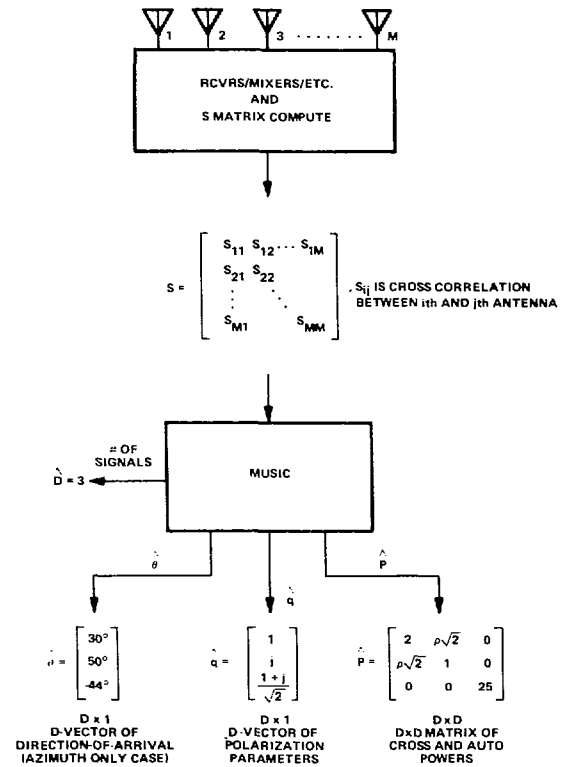 1 2 3 · · · · · · · M
RCVRS/MIXERS/ETC.
AND
S MATRIX COMPUTE
S =
S11 S12 · · · S1M
S21 S22
SM1 SMM
, Sij IS CROSS CORRELATION
BETWEEN ith AND jth ANTENNA
# OF
SIGNALS
D̂ = 3
MUSIC
θ̂
q̂
P̂
θ̂ =
30°
50°
-44°
D x 1
D-VECTOR OF
DIRECTION-OF-ARRIVAL
(AZIMUTH ONLY CASE)
q̂ =
1
j
1 + j
√2
D x 1
D-VECTOR OF
POLARIZATION
PARAMETERS
P̂ =
2 ρ√2 0
ρ√2 1 0
0 0 25
DxD
DxD MATRIX OF
CROSS AND AUTO
POWERS